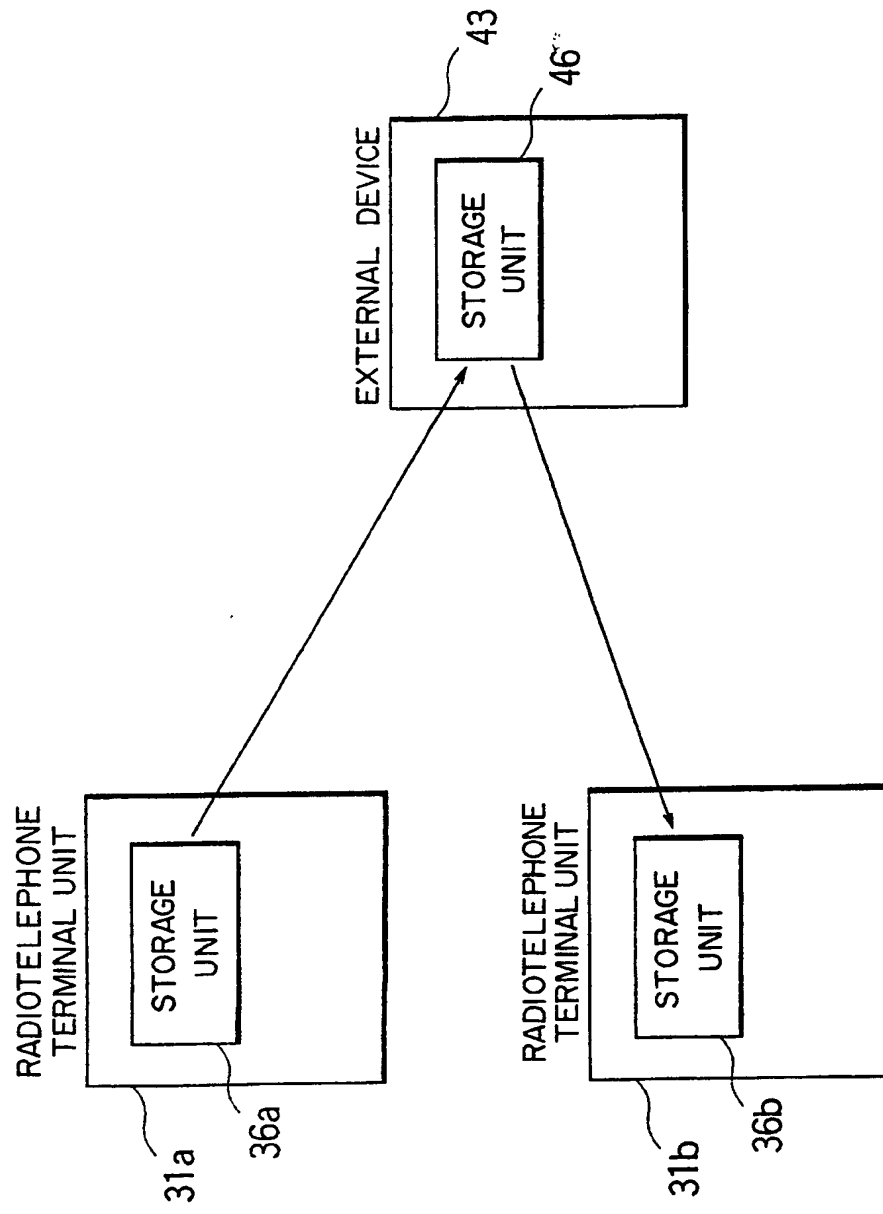 RADIOTELEPHONE
TERMINAL UNIT
STORAGE
UNIT
31a
36a
EXTERNAL DEVICE
STORAGE
UNIT
43
46
RADIOTELEPHONE
TERMINAL UNIT
STORAGE
UNIT
31b
36b